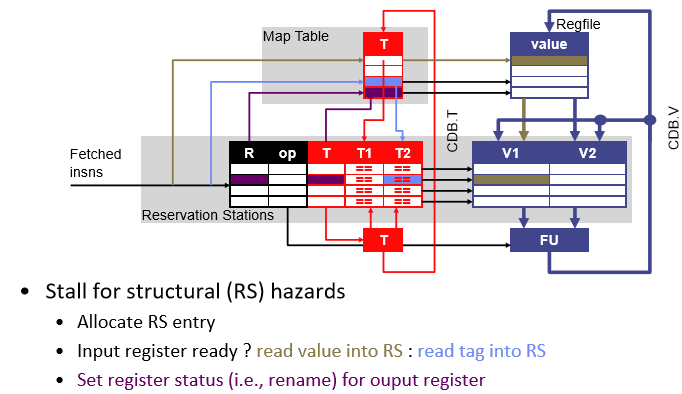 Regfile
Map Table
T
value
CDB.T
CDB.V
Fetched
insns
R op T T1 T2 V1 V2
== ==
== ==
== ==
== ==
Reservation Stations
T
FU
• Stall for structural (RS) hazards
• Allocate RS entry
• Input register ready ? read value into RS : read tag into RS
• Set register status (i.e., rename) for ouput register